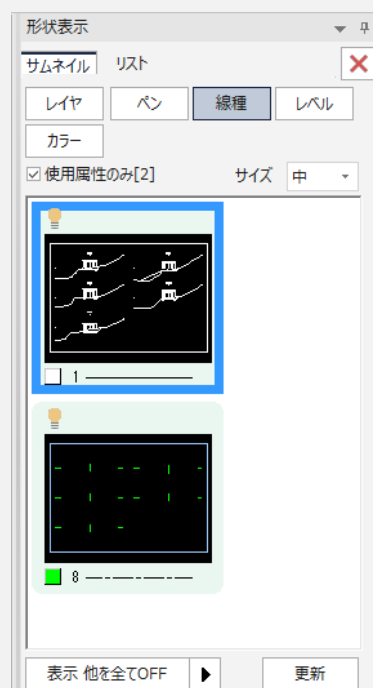 形状表示
サムネイル リスト
レイヤ ペン 線種 レベル
カラー
使用属性のみ[2] サイズ 中
1
8
表示 他を全てOFF 更新